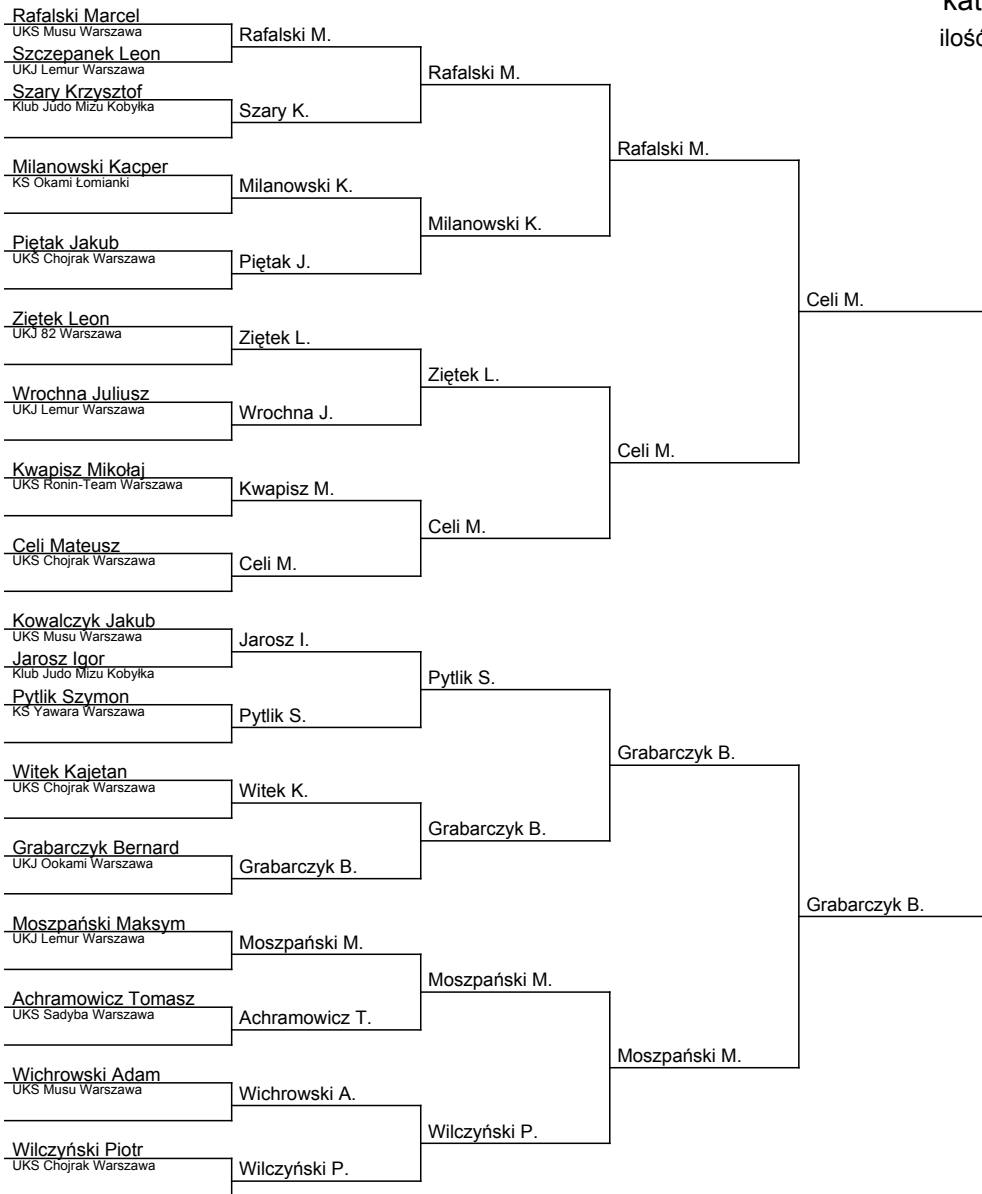 Rafalski Marcel
UKS Musu Warszawa
Szczepanek Leon
UKJ Lemur Warszawa
Szary Krzysztof
Klub Judo Mizu Kobyłka
Milanowski Kacper
KS Okami Łomianki
Piętak Jakub
UKS Chojrak Warszawa
Ziętek Leon
UKJ 82 Warszawa
Wrochna Juliusz
UKJ Lemur Warszawa
Kwapisz Mikołaj
UKS Ronin-Team Warszawa
Celi Mateusz
UKS Chojrak Warszawa
Kowalczyk Jakub
UKS Musu Warszawa
Jarosz Igor
Klub Judo Mizu Kobyłka
Pytlik Szymon
KS Yawara Warszawa
Witek Kajetan
UKS Chojrak Warszawa
Grabarczyk Bernard
UKJ Ookami Warszawa
Moszpański Maksym
UKJ Lemur Warszawa
Achramowicz Tomasz
UKS Sadyba Warszawa
Wichrowski Adam
UKS Musu Warszawa
Wilczyński Piotr
UKS Chojrak Warszawa
Rafalski M.
Szary K.
Milanowski K.
Piętak J.
Ziętek L.
Wrochna J.
Kwapisz M.
Celi M.
Jarosz I.
Pytlik S.
Witek K.
Grabarczyk B.
Moszpański M.
Achramowicz T.
Wichrowski A.
Wilczyński P.
Rafalski M.
Milanowski K.
Ziętek L.
Celi M.
Pytlik S.
Grabarczyk B.
Moszpański M.
Wilczyński P.
Rafalski M.
Celi M.
Grabarczyk B.
Moszpański M.
Celi M.
Grabarczyk B.
kat
ilość